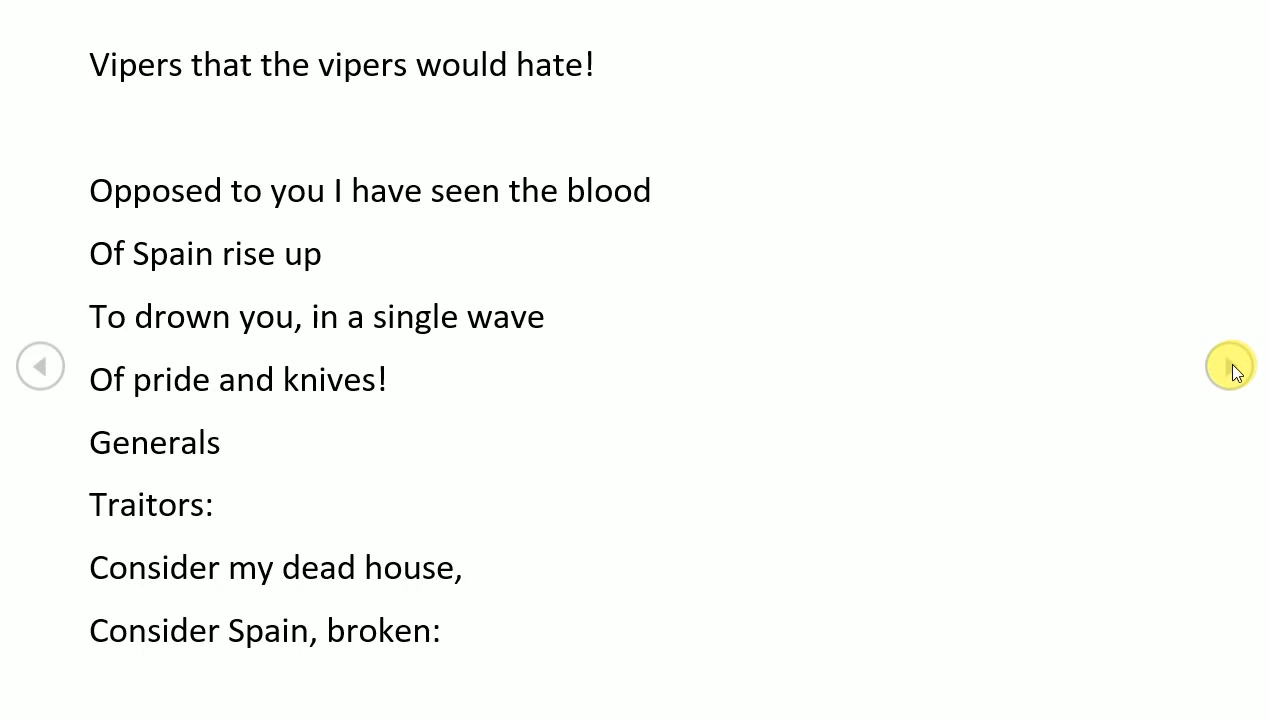 Vipers that the vipers would hate!
Opposed to you I have seen the blood
Of Spain rise up
To drown you, in a single wave
Of pride and knives!
Generals
Traitors:
Consider my dead house,
Consider Spain, broken: